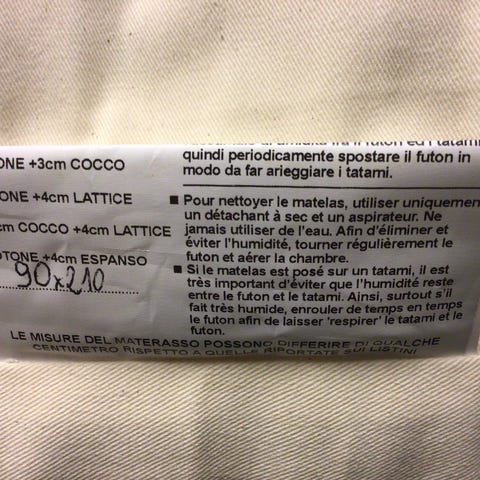 ONE +3cm COCCO
ONE +4cm LATTICE
cm COCCO +4cm LATTICE
OTONE +4cm ESPANSO
90x210
quindi periodicamente spostare il futon in
modo da far arieggiare i tatami.
■ Pour nettoyer le matelas, utiliser uniquemen
un détachant à sec et un aspirateur. Ne
jamais utiliser de l'eau. Afin d'éliminer et
éviter l'humidité, tourner régulièrement le
futon et aérer la chambre.
■ Si le matelas est posé sur un tatami, il est
très important d'éviter que l'humidité reste
entre le futon et le tatami. Ainsi, surtout s'il
fait très humide, enrouler de temps en temps
le futon afin de laisser 'respirer' le tatami et le
futon.
LE MISURE DEL MATERASSO POSSONO DIFFERIRE DI QUALCHE
CENTIMETRO RISPETTO A QUELLE RIPORTATE SUI LISTINI